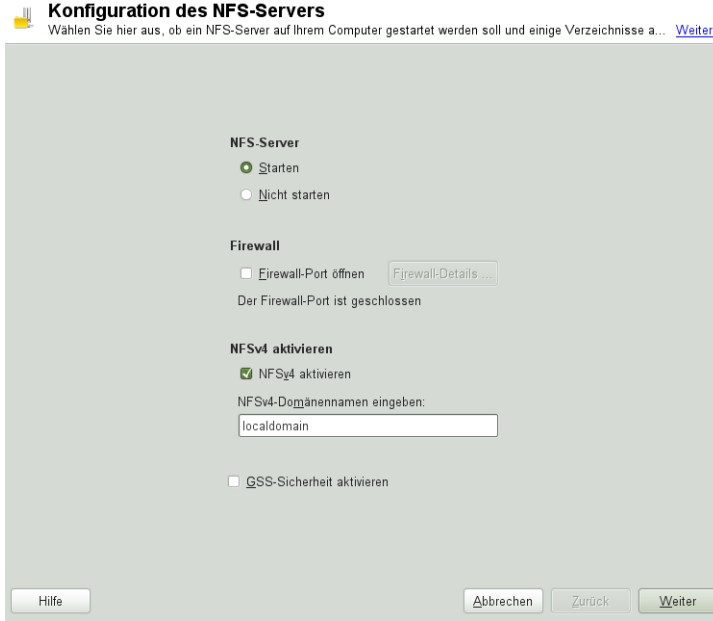 Konfiguration des NFS-Servers
Wählen Sie hier aus, ob ein NFS-Server auf Ihrem Computer gestartet werden soll und einige Verzeichnisse a... Weiter
NFS-Server
Starten
Nicht starten
Firewall
Firewall-Port öffnen Firewall-Details ...
Der Firewall-Port ist geschlossen
NFSv4 aktivieren
NFSv4 aktivieren
NFSv4-Domänennamen eingeben:
localdomain
GSS-Sicherheit aktivieren
Hilfe Abbrechen Zurück Weiter